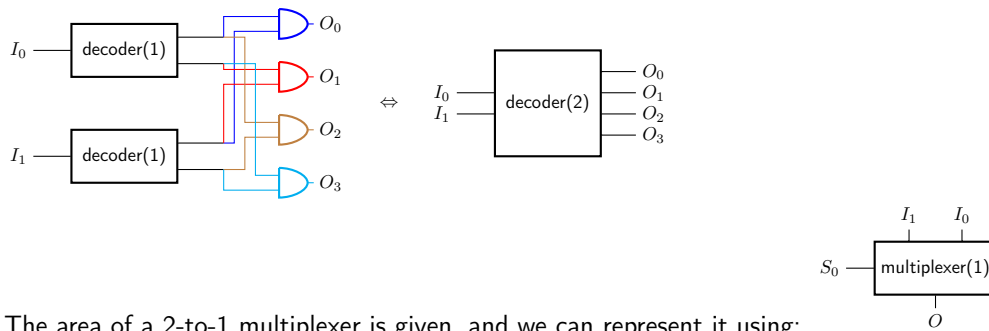 I₀ decoder(1) O₀
O₁
I₁ decoder(1) O₂
O₃
⇔
I₀ I₁ decoder(2) O₀ O₁ O₂ O₃
I₁ I₀
S₀ multiplexer(1)
O
The area of a 2-to-1 multiplexer is given, and we can represent it using: